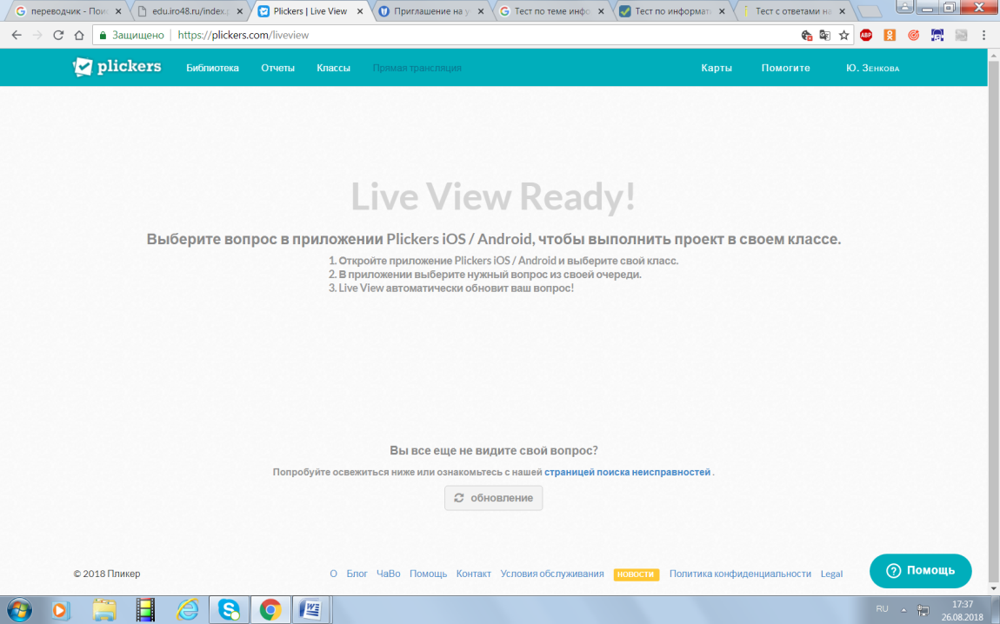 переводчик - Пои
edu.iro48.ru/index.p
Plickers | Live View
Приглашение на у
Тест по теме инфо
Тест по информат
Тест с ответами на
Защищено https://plickers.com/liveview
ABP
plickers Библиотека Отчеты Классы Прямая трансляция Карты Помогите Ю. Зенкова
Live View Ready!
Выберите вопрос в приложении Plickers iOS / Android, чтобы выполнить проект в своем классе.
1. Откройте приложение Plickers iOS / Android и выберите свой класс.
2. В приложении выберите нужный вопрос из своей очереди.
3. Live View автоматически обновит ваш вопрос!
Вы все еще не видите свой вопрос?
Попробуйте освежиться ниже или ознакомьтесь с нашей страницей поиска неисправностей .
обновление
© 2018 Пликер О Блог ЧаВо Помощь Контакт Условия обслуживания НОВОСТИ Политика конфиденциальности Legal
Помощь
RU 17:37
26.08.2018